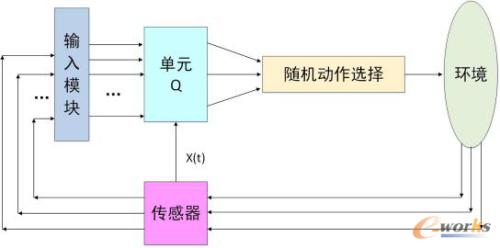 输
入
模
块
...
...
单元
Q
随机动作选择
环境
X(t)
传感器
e-works